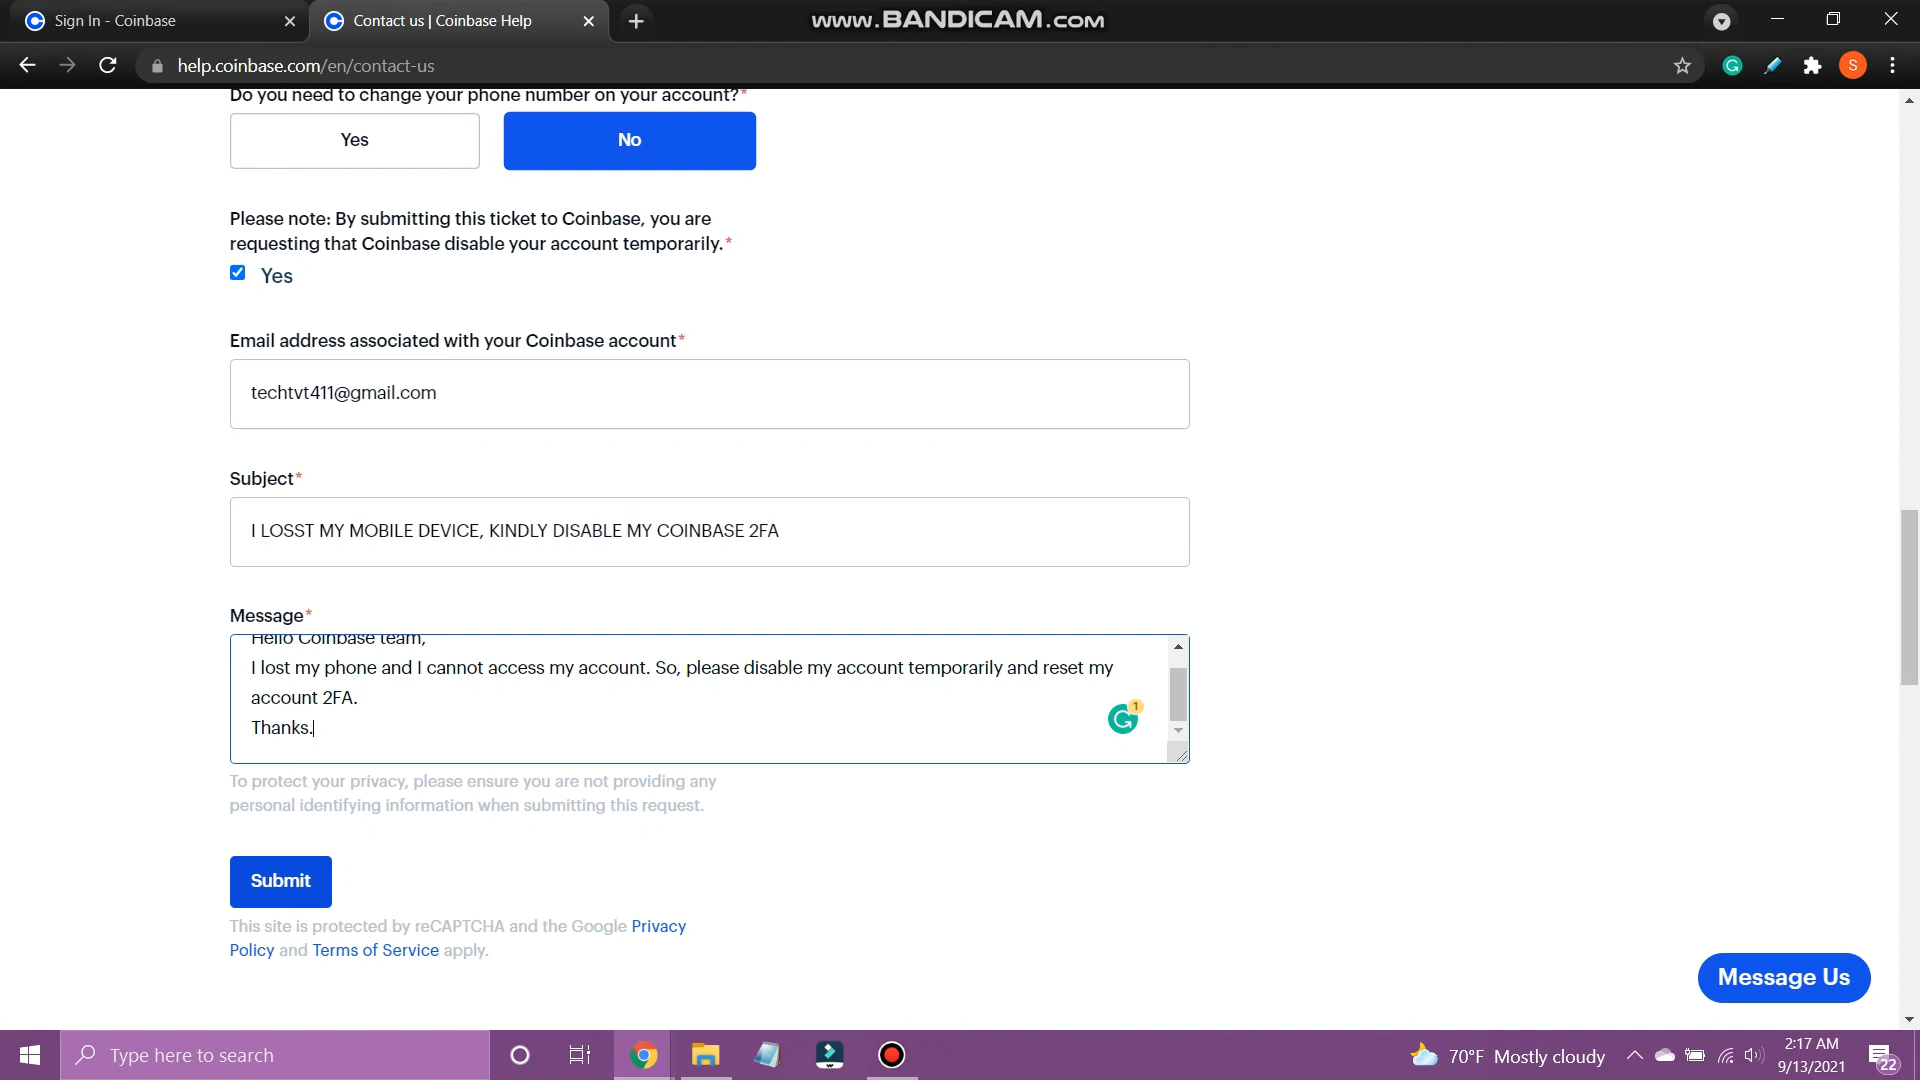 Sign In - Coinbase
Contact us | Coinbase Help
www.BANDICAM.com
help.coinbase.com/en/contact-us
S
Do you need to change your phone number on your account?*
Yes
No
Please note: By submitting this ticket to Coinbase, you are
requesting that Coinbase disable your account temporarily.*
Yes
Email address associated with your Coinbase account*
techtvt411@gmail.com
Subject*
I LOSST MY MOBILE DEVICE, KINDLY DISABLE MY COINBASE 2FA
Message*
Hello Coinbase team,
I lost my phone and I cannot access my account. So, please disable my account temporarily and reset my
account 2FA.
Thanks.
1
To protect your privacy, please ensure you are not providing any
personal identifying information when submitting this request.
Submit
This site is protected by reCAPTCHA and the Google Privacy
Policy and Terms of Service apply.
Message Us
Type here to search
70°F Mostly cloudy
2:17 AM
9/13/2021
22